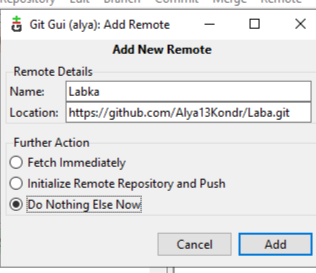 Repository Edit Branch Commit Merge Remote
Git Gui (alya): Add Remote
Add New Remote
Remote Details
Name: Labka
Location: https://github.com/Alya13Kondr/Laba.git
Further Action
Fetch Immediately
Initialize Remote Repository and Push
Do Nothing Else Now
Cancel Add